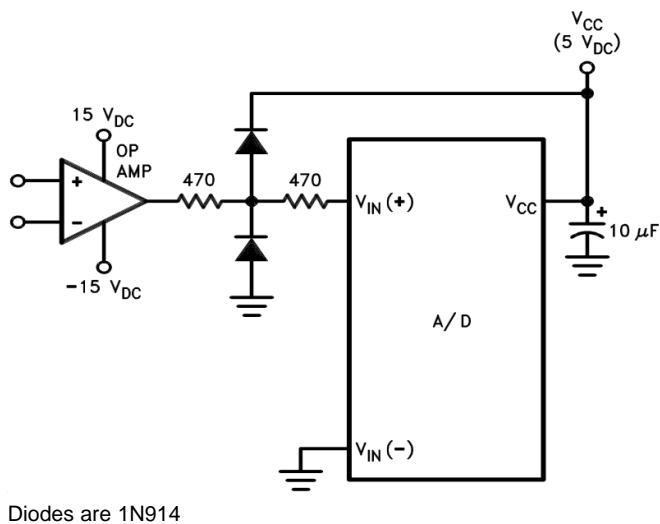 V_CC
(5 V_DC)
15 V_DC
OP
AMP
+
−
-15 V_DC
470
470
V_IN (+)
V_CC
+
10 μF
A/D
V_IN (-)
Diodes are 1N914